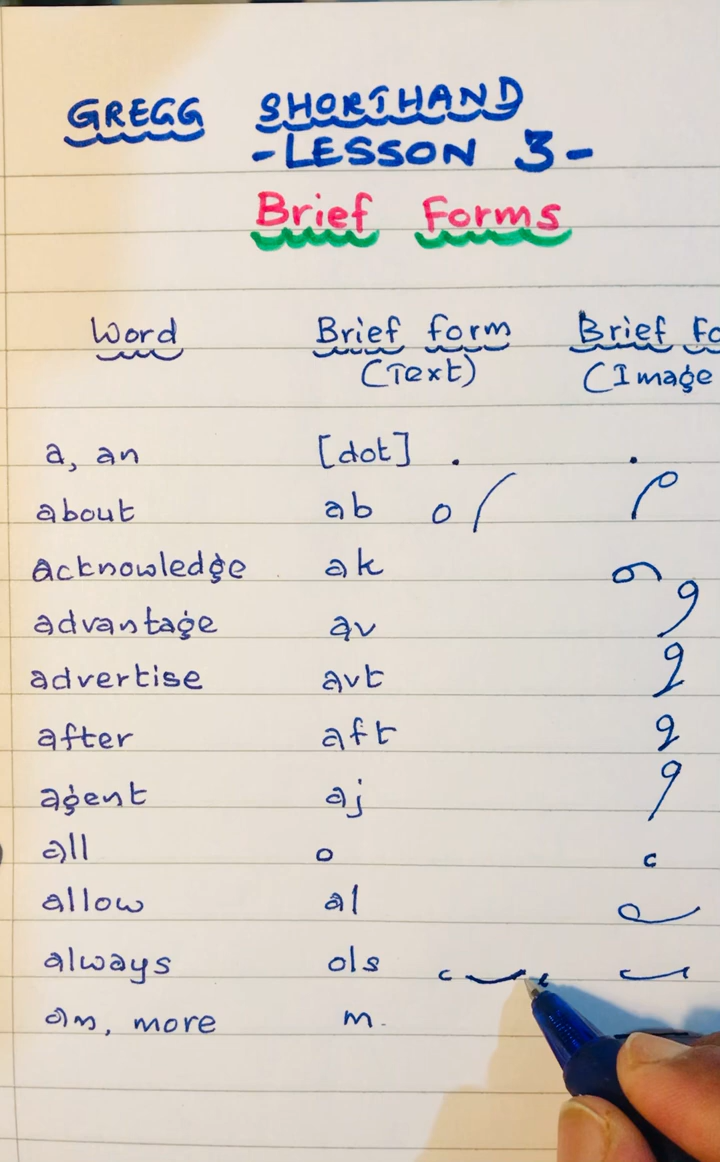 GREGG SHORTHAND
-LESSON 3-
Brief Forms
Word Brief form Brief Fo
(Text) (Image
a, an [dot] .
about ab
acknowledge ak
advantage av
advertise avt
after aft
agent aj
all o
allow al
always ols
am, more m.